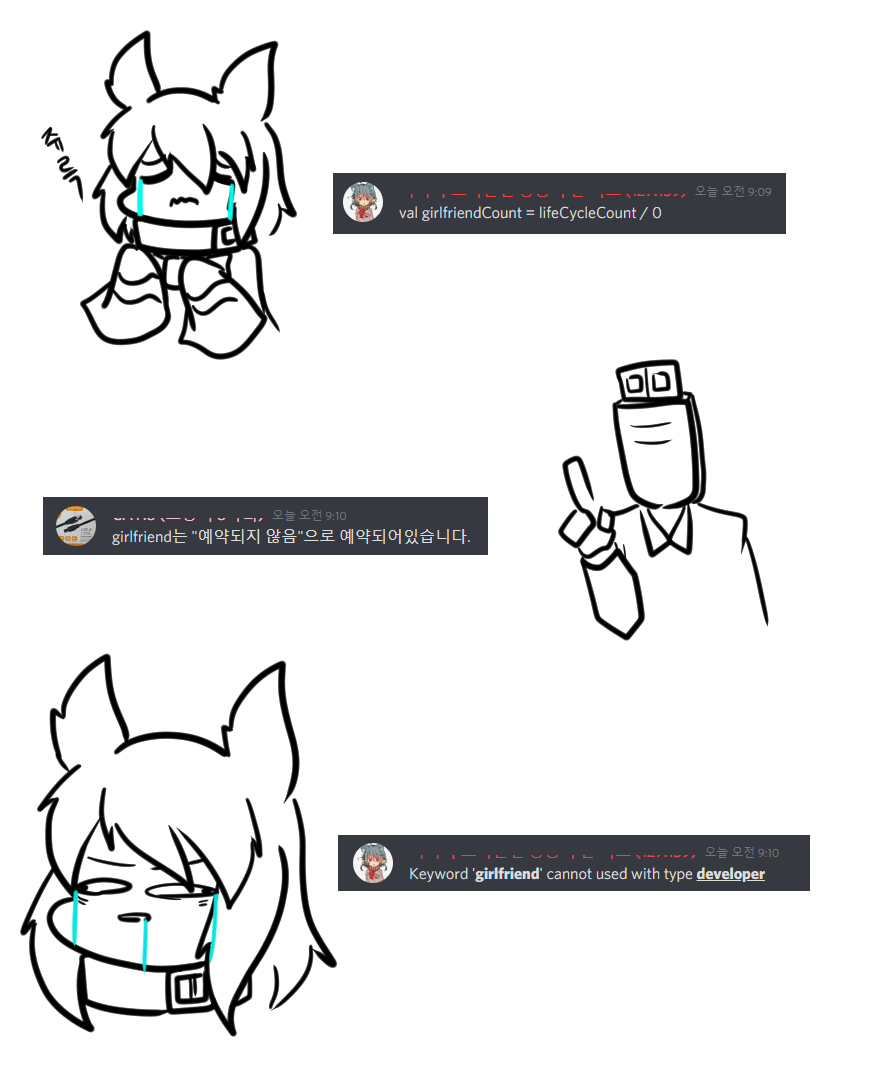 쥬르륵
오늘 오전 9:09
val girlfriendCount = lifeCycleCount / 0
오늘 오전 9:10
girlfriend는 "예약되지 않음"으로 예약되어있습니다.
오늘 오전 9:10
Keyword 'girlfriend' cannot used with type developer